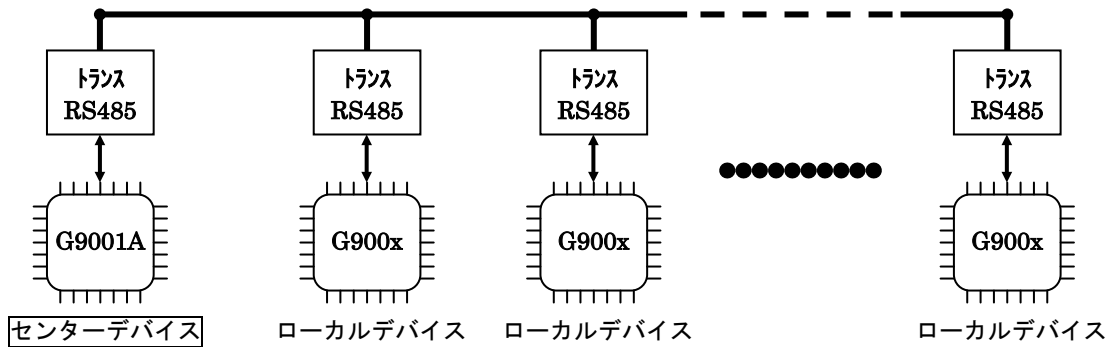 トランス
RS485
トランス
RS485
トランス
RS485
トランス
RS485
G9001A
G900x
G900x
G900x
センターデバイス
ローカルデバイス
ローカルデバイス
ローカルデバイス